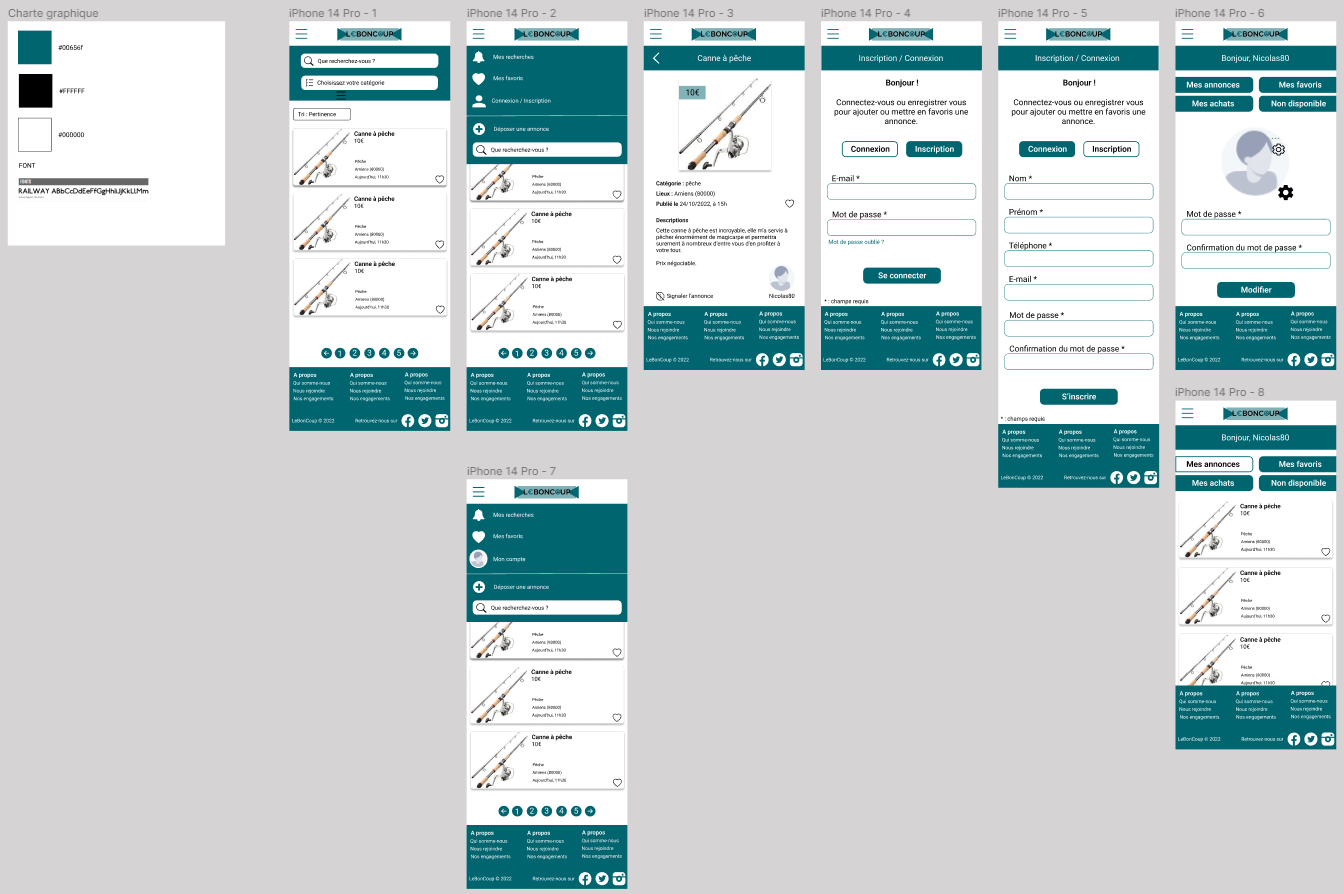 Charte graphique
#00656f
#FFFFFF
#000000
FONT
RAILWAY ABbCcDdEeFfGgHhIiJjKkLlMm
iPhone 14 Pro - 1
LEBONC@UP
Que recherchez-vous ?
Choisissez votre catégorie
Tri : Pertinence
Canne à pêche
10€
Pêche
Amiens (80000)
Aujourd'hui, 11h30
Canne à pêche
10€
Pêche
Amiens (80000)
Aujourd'hui, 11h30
Canne à pêche
10€
Pêche
Amiens (80000)
Aujourd'hui, 11h30
1 2 3 4 5
A propos A propos A propos
Qui somme-nous Qui somme-nous Qui somme-nous
Nous rejoindre Nous rejoindre Nous rejoindre
Nos engagements Nos engagements Nos engagements
LeBonCoup © 2022 Retrouvez-nous sur
iPhone 14 Pro - 2
LEBONC@UP
Mes recherches
Mes favoris
Connexion / Inscription
Déposer une annonce
Que recherchez-vous ?
Pêche
Amiens (80000)
Aujourd'hui, 11h30
Canne à pêche
10€
Pêche
Amiens (80000)
Aujourd'hui, 11h30
Canne à pêche
10€
Pêche
Amiens (80000)
Aujourd'hui, 11h30
1 2 3 4 5
A propos A propos A propos
Qui somme-nous Qui somme-nous Qui somme-nous
Nous rejoindre Nous rejoindre Nous rejoindre
Nos engagements Nos engagements Nos engagements
LeBonCoup © 2022 Retrouvez-nous sur
iPhone 14 Pro - 3
LEBONC@UP
Canne à pêche
10€
Catégorie : pêche
Lieux : Amiens (80000)
Publié le 24/10/2022, à 15h
Descriptions
Cette canne à pêche est incroyable, elle m'a servis à
pêcher énormément de magicarpe et permettra
surement à nombreux d'entre vous d'en profiter à
votre tour.
Prix négociable.
Signaler l'annonce Nicolas80
A propos A propos A propos
Qui somme-nous Qui somme-nous Qui somme-nous
Nous rejoindre Nous rejoindre Nous rejoindre
Nos engagements Nos engagements Nos engagements
LeBonCoup © 2022 Retrouvez-nous sur
iPhone 14 Pro - 4
LEBONC@UP
Inscription / Connexion
Bonjour !
Connectez-vous ou enregistrer vous
pour ajouter ou mettre en favoris une
annonce.
Connexion Inscription
E-mail *
Mot de passe *
Mot de passe oublié ?
Se connecter
* : champs requis
A propos A propos A propos
Qui somme-nous Qui somme-nous Qui somme-nous
Nous rejoindre Nous rejoindre Nous rejoindre
Nos engagements Nos engagements Nos engagements
LeBonCoup © 2022 Retrouvez-nous sur
iPhone 14 Pro - 5
LEBONC@UP
Inscription / Connexion
Bonjour !
Connectez-vous ou enregistrer vous
pour ajouter ou mettre en favoris une
annonce.
Connexion Inscription
Nom *
Prénom *
Téléphone *
E-mail *
Mot de passe *
Confirmation du mot de passe *
S'inscrire
* : champs requis
A propos A propos A propos
Qui somme-nous Qui somme-nous Qui somme-nous
Nous rejoindre Nous rejoindre Nous rejoindre
Nos engagements Nos engagements Nos engagements
LeBonCoup © 2022 Retrouvez-nous sur
iPhone 14 Pro - 6
LEBONC@UP
Bonjour, Nicolas80
Mes annonces Mes favoris
Mes achats Non disponible
Mot de passe *
Confirmation du mot de passe *
Modifier
A propos A propos A propos
Qui somme-nous Qui somme-nous Qui somme-nous
Nous rejoindre Nous rejoindre Nous rejoindre
Nos engagements Nos engagements Nos engagements
LeBonCoup © 2022 Retrouvez-nous sur
iPhone 14 Pro - 7
LEBONC@UP
Mes recherches
Mes favoris
Mon compte
Déposer une annonce
Que recherchez-vous ?
Pêche
Amiens (80000)
Aujourd'hui, 11h30
Canne à pêche
10€
Pêche
Amiens (80000)
Aujourd'hui, 11h30
Canne à pêche
10€
Pêche
Amiens (80000)
Aujourd'hui, 11h30
1 2 3 4 5
A propos A propos A propos
Qui somme-nous Qui somme-nous Qui somme-nous
Nous rejoindre Nous rejoindre Nous rejoindre
Nos engagements Nos engagements Nos engagements
LeBonCoup © 2022 Retrouvez-nous sur
iPhone 14 Pro - 8
LEBONC@UP
Bonjour, Nicolas80
Mes annonces Mes favoris
Mes achats Non disponible
Canne à pêche
10€
Pêche
Amiens (80000)
Aujourd'hui, 11h30
Canne à pêche
10€
Pêche
Amiens (80000)
Aujourd'hui, 11h30
Canne à pêche
10€
Pêche
Amiens (80000)
Aujourd'hui, 11h30
A propos A propos A propos
Qui somme-nous Qui somme-nous Qui somme-nous
Nous rejoindre Nous rejoindre Nous rejoindre
Nos engagements Nos engagements Nos engagements
LeBonCoup © 2022 Retrouvez-nous sur